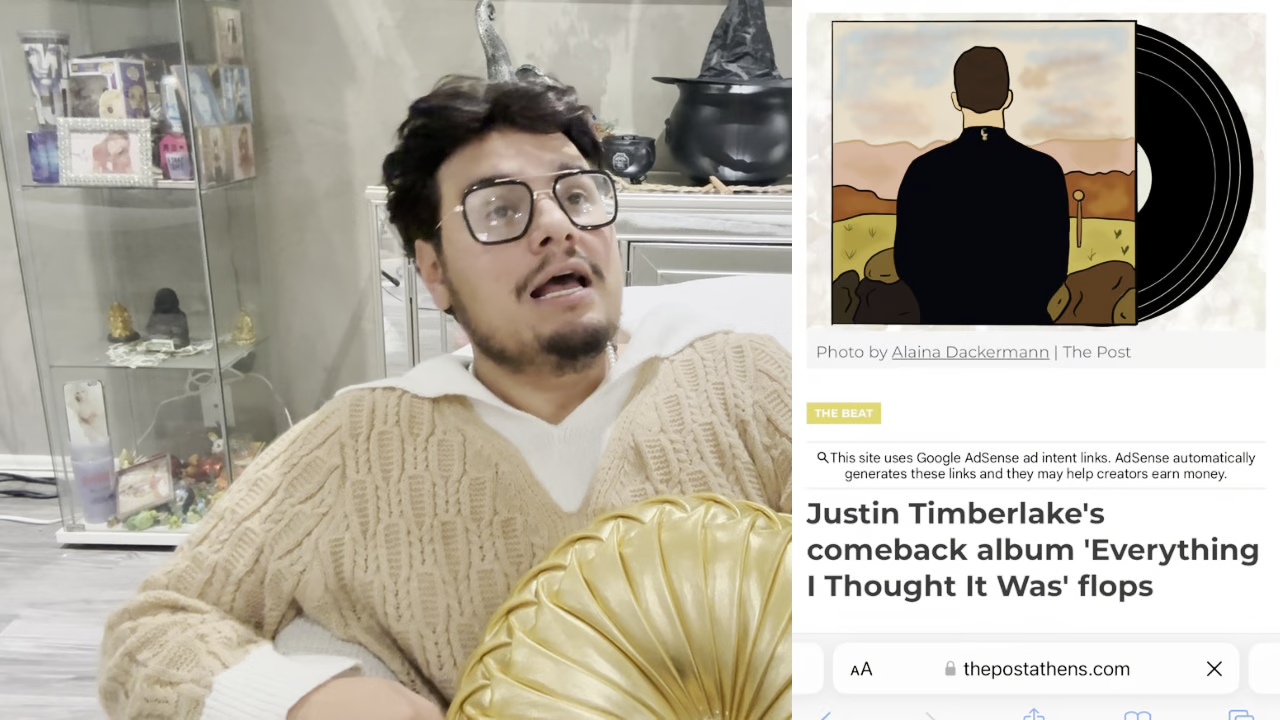 Photo by Alaina Dackermann | The Post
THE BEAT
This site uses Google AdSense ad intent links. AdSense automatically
generates these links and they may help creators earn money.
Justin Timberlake's
comeback album 'Everything
I Thought It Was' flops
AA
thepostathens.com